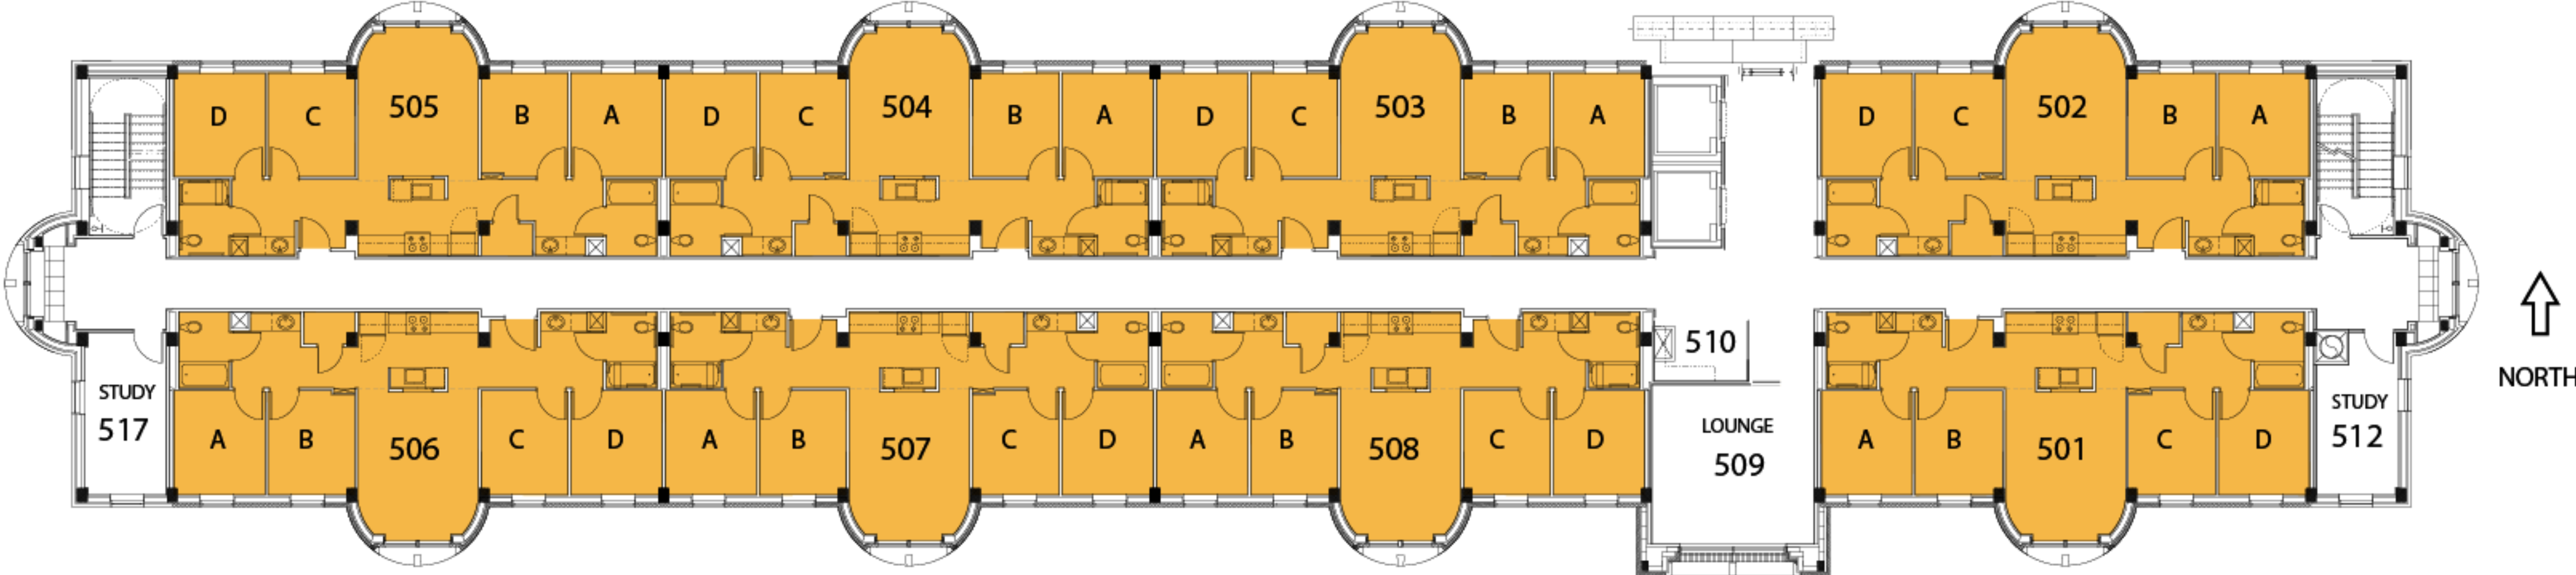 D C 505 B A D C 504 B A D C 503 B A D C 502 B A
NORTH
STUDY
517
A B 506 C D A B 507 C D A B 508 C D
510
LOUNGE
509
A B 501 C D
STUDY
512